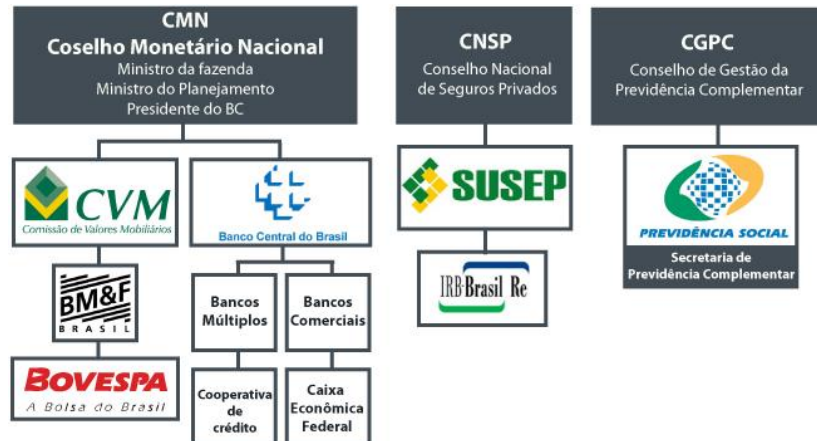 CMN
Coselho Monetário Nacional
Ministro da fazenda
Ministro do Planejamento
Presidente do BC
CNSP
Conselho Nacional
de Seguros Privados
CGPC
Conselho de Gestão da
Previdência Complementar
CVM
Comissão de Valores Mobiliários
Banco Central do Brasil
SUSEP
PREVIDÊNCIA SOCIAL
Secretaria de
Previdência Complementar
BM&F
BRASIL
Bancos
Múltiplos
Bancos
Comerciais
IRB-Brasil Re
BOVESPA
A Bolsa do Brasil
Cooperativa
de
crédito
Caixa
Econômica
Federal